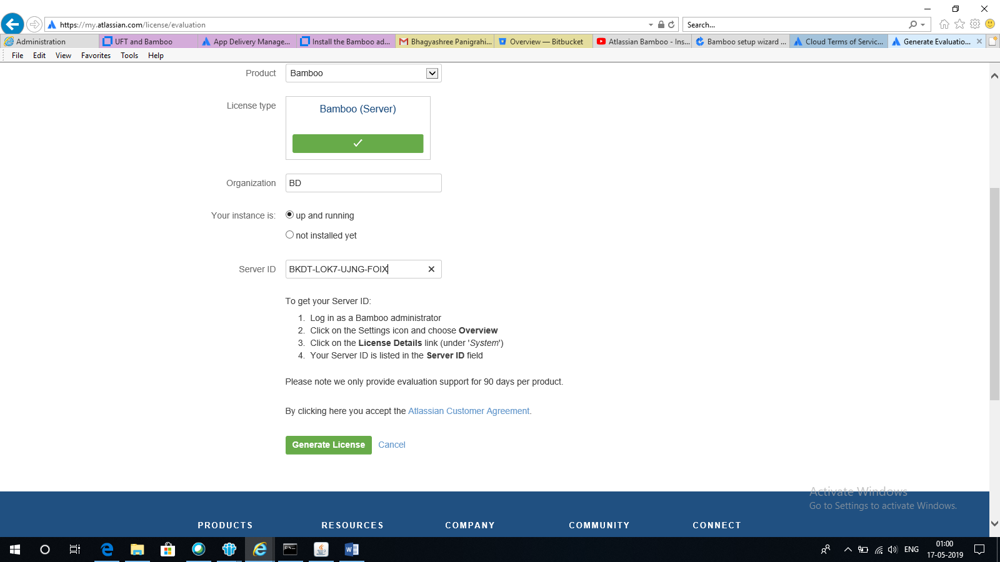 https://my.atlassian.com/license/evaluation
Search...
Administration
UFT and Bamboo
App Delivery Manage...
Install the Bamboo ad...
Bhagyashree Panigrahi...
Overview — Bitbucket
Atlassian Bamboo - Ins...
Bamboo setup wizard ...
Cloud Terms of Servic...
Generate Evaluatio...
File Edit View Favorites Tools Help
Product Bamboo
License type
Bamboo (Server)
Organization BD
Your instance is: up and running
not installed yet
Server ID BKDT-LOK7-UJNG-FOIX
To get your Server ID:
1. Log in as a Bamboo administrator
2. Click on the Settings icon and choose Overview
3. Click on the License Details link (under 'System')
4. Your Server ID is listed in the Server ID field
Please note we only provide evaluation support for 90 days per product.
By clicking here you accept the Atlassian Customer Agreement.
Generate License Cancel
Activate Windows
Go to Settings to activate Windows.
PRODUCTS RESOURCES COMPANY COMMUNITY CONNECT
ENG
01:00
17-05-2019